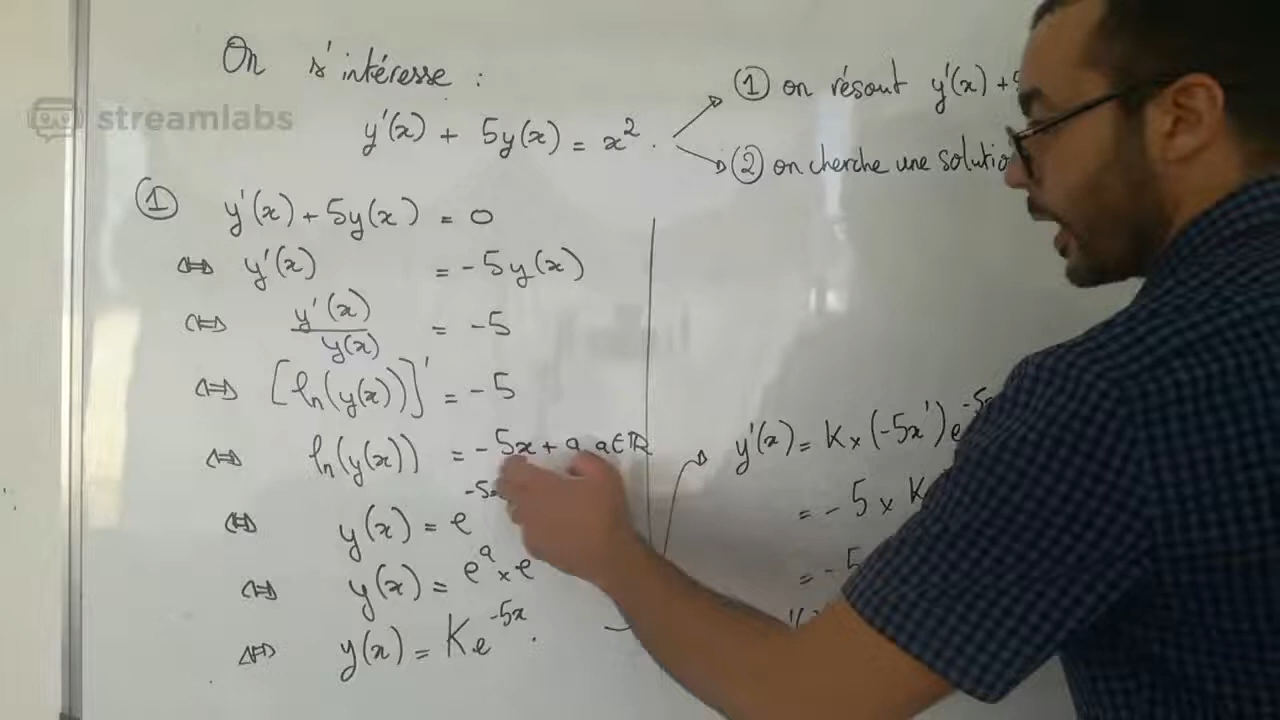 On s'intéresse :
y'(x) + 5y(x) = x².
① on résout y'(x) +
② on cherche une
streamlabs
① y'(x) + 5y(x) = 0
⇔ y'(x) = -5y(x)
⇔ y'(x)/y(x) = -5
⇔ [ln(y(x))]' = -5
⇔ ln(y(x)) = -5x + a, a∈ℝ
⇔ y(x) = e
⇔ y(x) = e^a × e
⇔ y(x) = Ke^-5x.
y'(x) = K × (-5x') e
= -5 × K
= -5